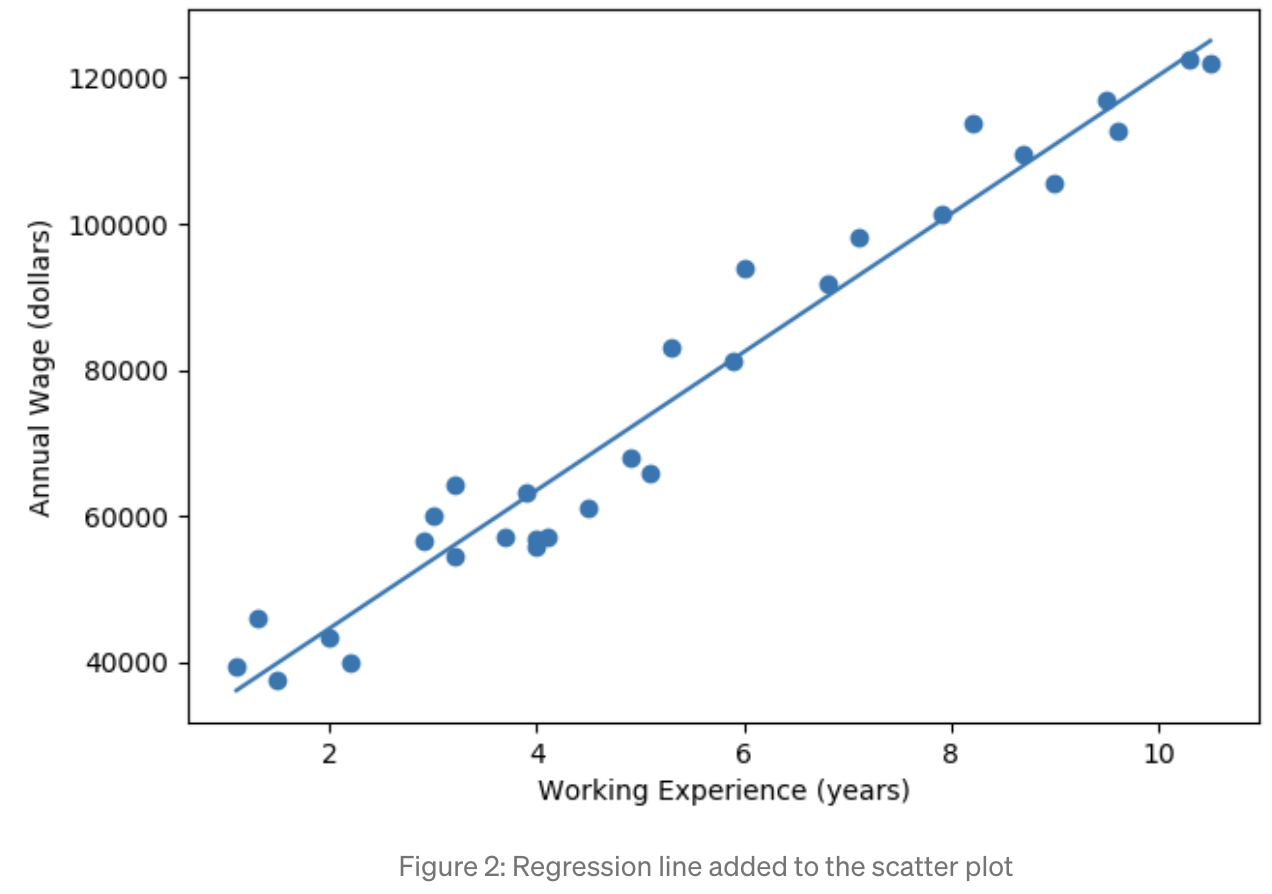 120000
100000
80000
60000
40000
Annual Wage (dollars)
2 4 6 8 10
Working Experience (years)
Figure 2: Regression line added to the scatter plot